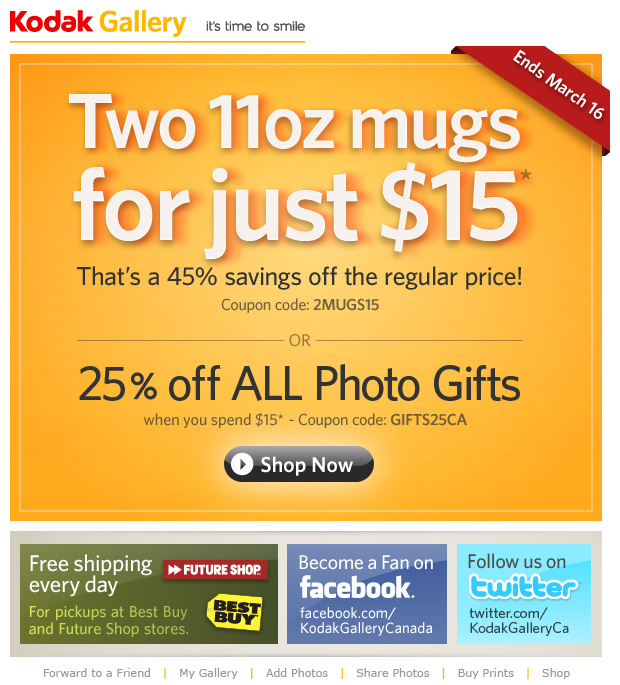 Kodak Gallery it's time to smile
Ends March 16
Two 11oz mugs
for just $15*
That's a 45% savings off the regular price!
Coupon code: 2MUGS15
OR
25% off ALL Photo Gifts
when you spend $15* - Coupon code: GIFTS25CA
Shop Now
Free shipping
every day
FUTURE SHOP
For pickups at Best Buy
and Future Shop stores.
BEST
BUY
Become a Fan on
facebook.
facebook.com/
KodakGalleryCanada
Follow us on
twitter
twitter.com/
KodakGalleryCa
Forward to a Friend | My Gallery | Add Photos | Share Photos | Buy Prints | Shop